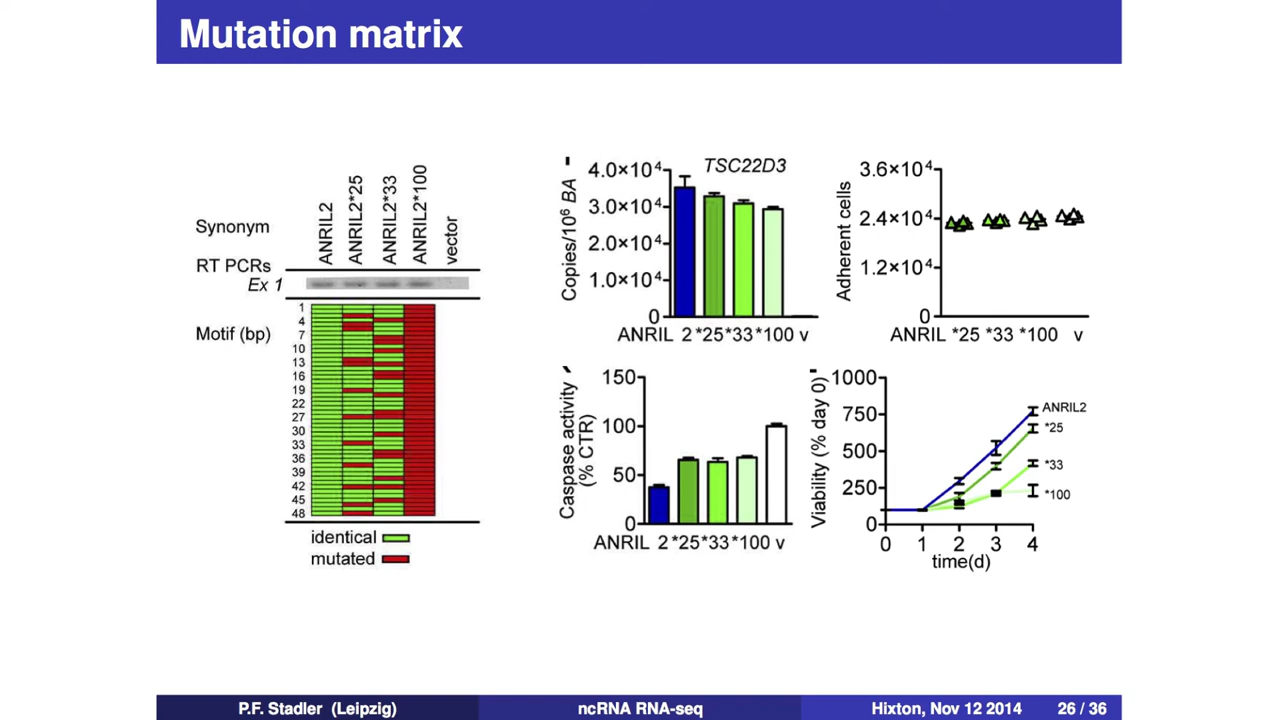 Mutation matrix
Synonym
ANRIL2
ANRIL2*25
ANRIL2*33
ANRIL2*100
vector
RT PCRs
Ex 1
Motif (bp)
1
4
7
10
13
16
19
22
27
30
33
36
39
42
45
48
identical
mutated
TSC22D3
Copies/10⁶ BA
4.0×10⁴
3.0×10⁴
2.0×10⁴
1.0×10⁴
0
ANRIL 2 *25 *33 *100 v
Adherent cells
3.6×10⁴
2.4×10⁴
1.2×10⁴
0
ANRIL *25 *33 *100 v
Caspase activity
(% CTR)
150
100
50
0
ANRIL 2 *25 *33 *100 v
Viability (% day 0)
1000
750
500
250
0
ANRIL2
*25
*33
*100
0 1 2 3 4
time(d)
P.F. Stadler (Leipzig) ncRNA RNA-seq Hixton, Nov 12 2014 26 / 36